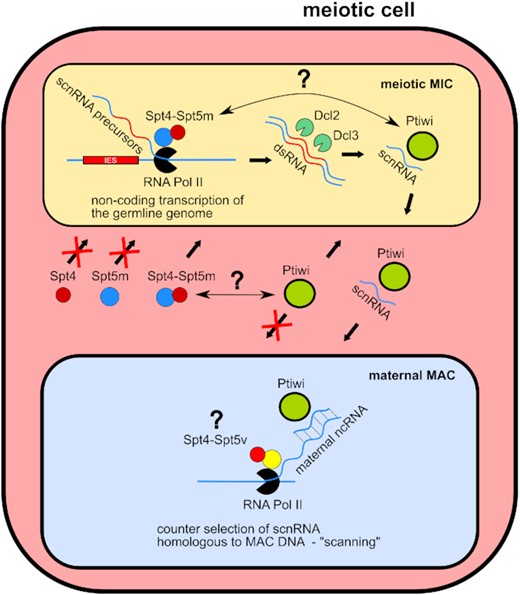 meiotic cell
meiotic MIC
?
scnRNA precursors
Spt4-Spt5m
Dcl2
Dcl3
Ptiwi
IES
dsRNA
scnRNA
RNA Pol II
non-coding transcription of
the germline genome
Spt4
Spt5m
Spt4-Spt5m
?
Ptiwi
Ptiwi
scnRNA
maternal MAC
Ptiwi
?
Spt4-Spt5v
maternal ncRNA
RNA Pol II
counter selection of scnRNA
homologous to MAC DNA - "scanning"